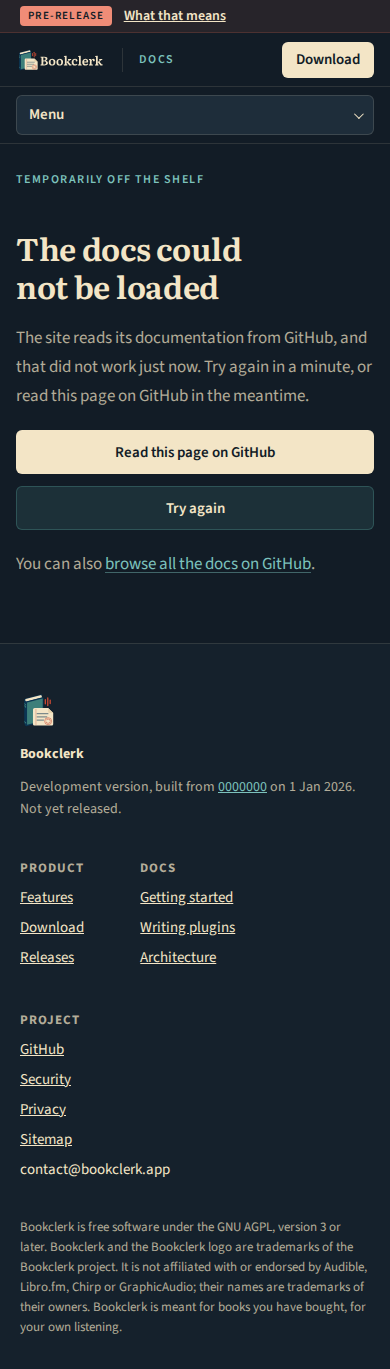 PRE-RELEASE What that means
Bookclerk DOCS Download
Menu
TEMPORARILY OFF THE SHELF
The docs could
not be loaded
The site reads its documentation from GitHub, and
that did not work just now. Try again in a minute, or
read this page on GitHub in the meantime.
Read this page on GitHub
Try again
You can also browse all the docs on GitHub.
Bookclerk
Development version, built from 0000000 on 1 Jan 2026.
Not yet released.
PRODUCT
Features
Download
Releases
DOCS
Getting started
Writing plugins
Architecture
PROJECT
GitHub
Security
Privacy
Sitemap
contact@bookclerk.app
Bookclerk is free software under the GNU AGPL, version 3 or
later. Bookclerk and the Bookclerk logo are trademarks of the
Bookclerk project. It is not affiliated with or endorsed by Audible,
Libro.fm, Chirp or GraphicAudio; their names are trademarks of
their owners. Bookclerk is meant for books you have bought, for
your own listening.